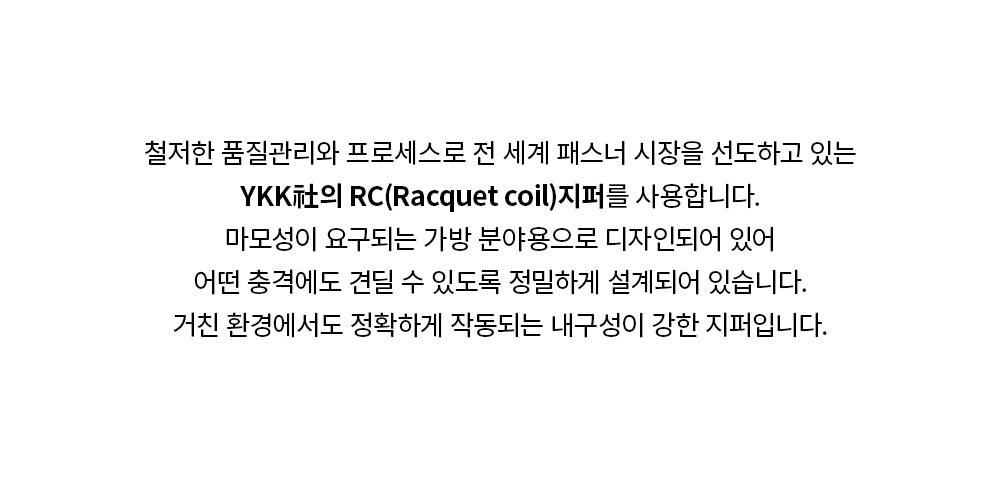 철저한 품질관리와 프로세스로 전 세계 패스너 시장을 선도하고 있는
YKK社의 RC(Racquet coil)지퍼를 사용합니다.
마모성이 요구되는 가방 분야용으로 디자인되어 있어
어떤 충격에도 견딜 수 있도록 정밀하게 설계되어 있습니다.
거친 환경에서도 정확하게 작동되는 내구성이 강한 지퍼입니다.